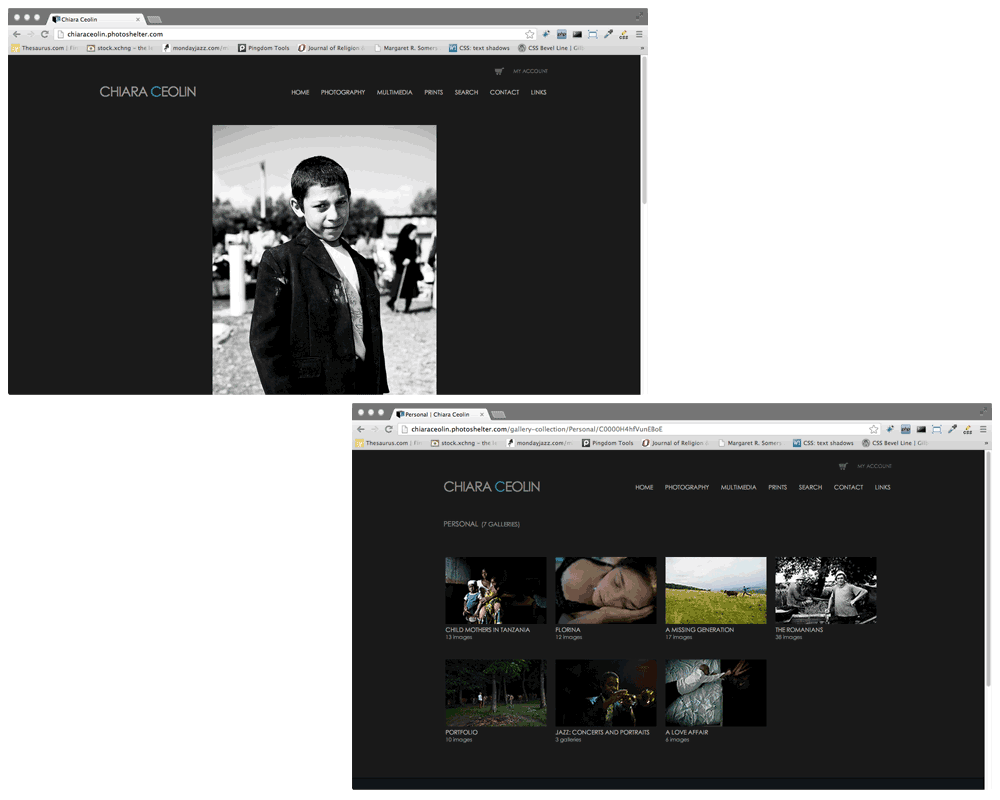 Chiara Ceolin
chiaraceolin.photoshelter.com
Thesaurus.com | Fin stock.xchng - the le mondayjazz.com/m Pingdom Tools Journal of Religion & Margaret R. Somers CSS: text shadows CSS Bevel Line | Gilb »
MY ACCOUNT
CHIARA CEOLIN
HOME PHOTOGRAPHY MULTIMEDIA PRINTS SEARCH CONTACT LINKS
Personal | Chiara Ceolin
chiaraceolin.photoshelter.com/gallery-collection/Personal/C0000H4hfVunEBoE
Thesaurus.com | Fin stock.xchng - the le mondayjazz.com/m Pingdom Tools Journal of Religion & Margaret R. Somers CSS: text shadows CSS Bevel Line | Gilb »
MY ACCOUNT
CHIARA CEOLIN
HOME PHOTOGRAPHY MULTIMEDIA PRINTS SEARCH CONTACT LINKS
PERSONAL (7 GALLERIES)
CHILD MOTHERS IN TANZANIA FLORINA A MISSING GENERATION THE ROMANIANS
13 images 12 images 17 images 38 images
PORTFOLIO JAZZ: CONCERTS AND PORTRAITS A LOVE AFFAIR
10 images 3 galleries 6 images